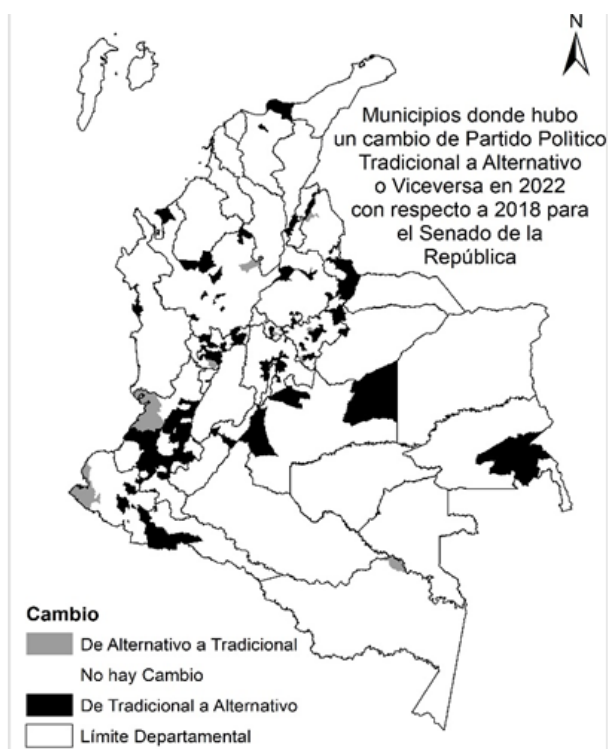 N
Municipios donde hubo
un cambio de Partido Polìtico
Tradicional a Alternativo
o Viceversa en 2022
con respecto a 2018 para
el Senado de la
República
Cambio
De Alternativo a Tradicional
No hay Cambio
De Tradicional a Alternativo
Límite Departamental